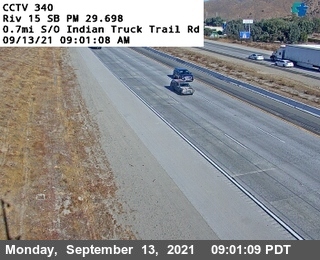 CCTV 340
Riv 15 SB PM 29.698
0.7mi S/O Indian Truck Trail Rd
09/13/21 09:01:08 AM
Monday, September 13, 2021 09:01:09 PDT